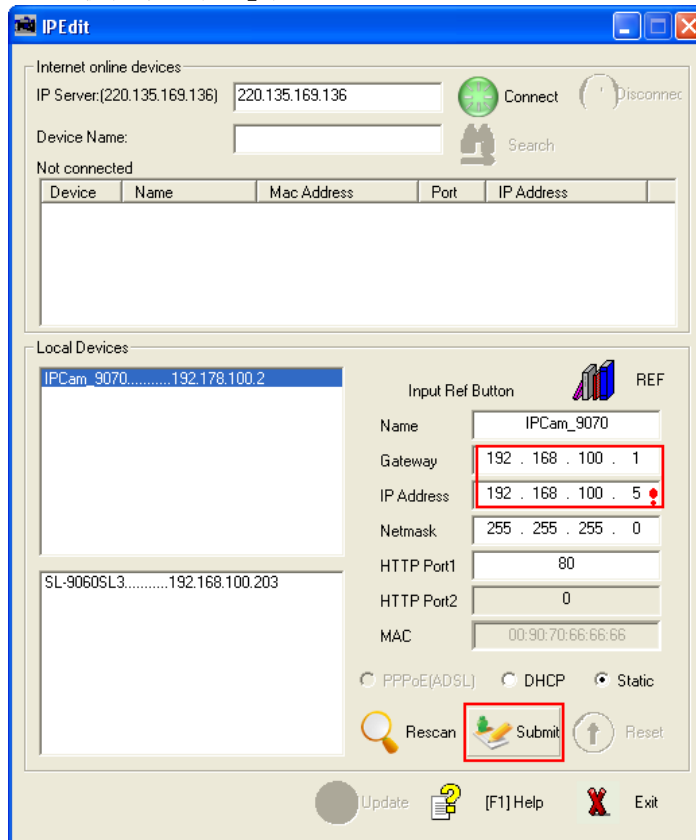 IPEdit
Internet online devices
IP Server:(220.135.169.136) 220.135.169.136 Connect Disconnec
Device Name: Search
Not connected
Device Name Mac Address Port IP Address
Local Devices
IPCam_9070..........192.178.100.2
Input Ref Button REF
Name IPCam_9070
Gateway 192 . 168 . 100 . 1
IP Address 192 . 168 . 100 . 5
Netmask 255 . 255 . 255 . 0
HTTP Port1 80
SL-9060SL3..........192.168.100.203
HTTP Port2 0
MAC 00:90:70:66:66:66
PPPoE(ADSL) DHCP Static
Rescan Submit Reset
Update [F1] Help Exit